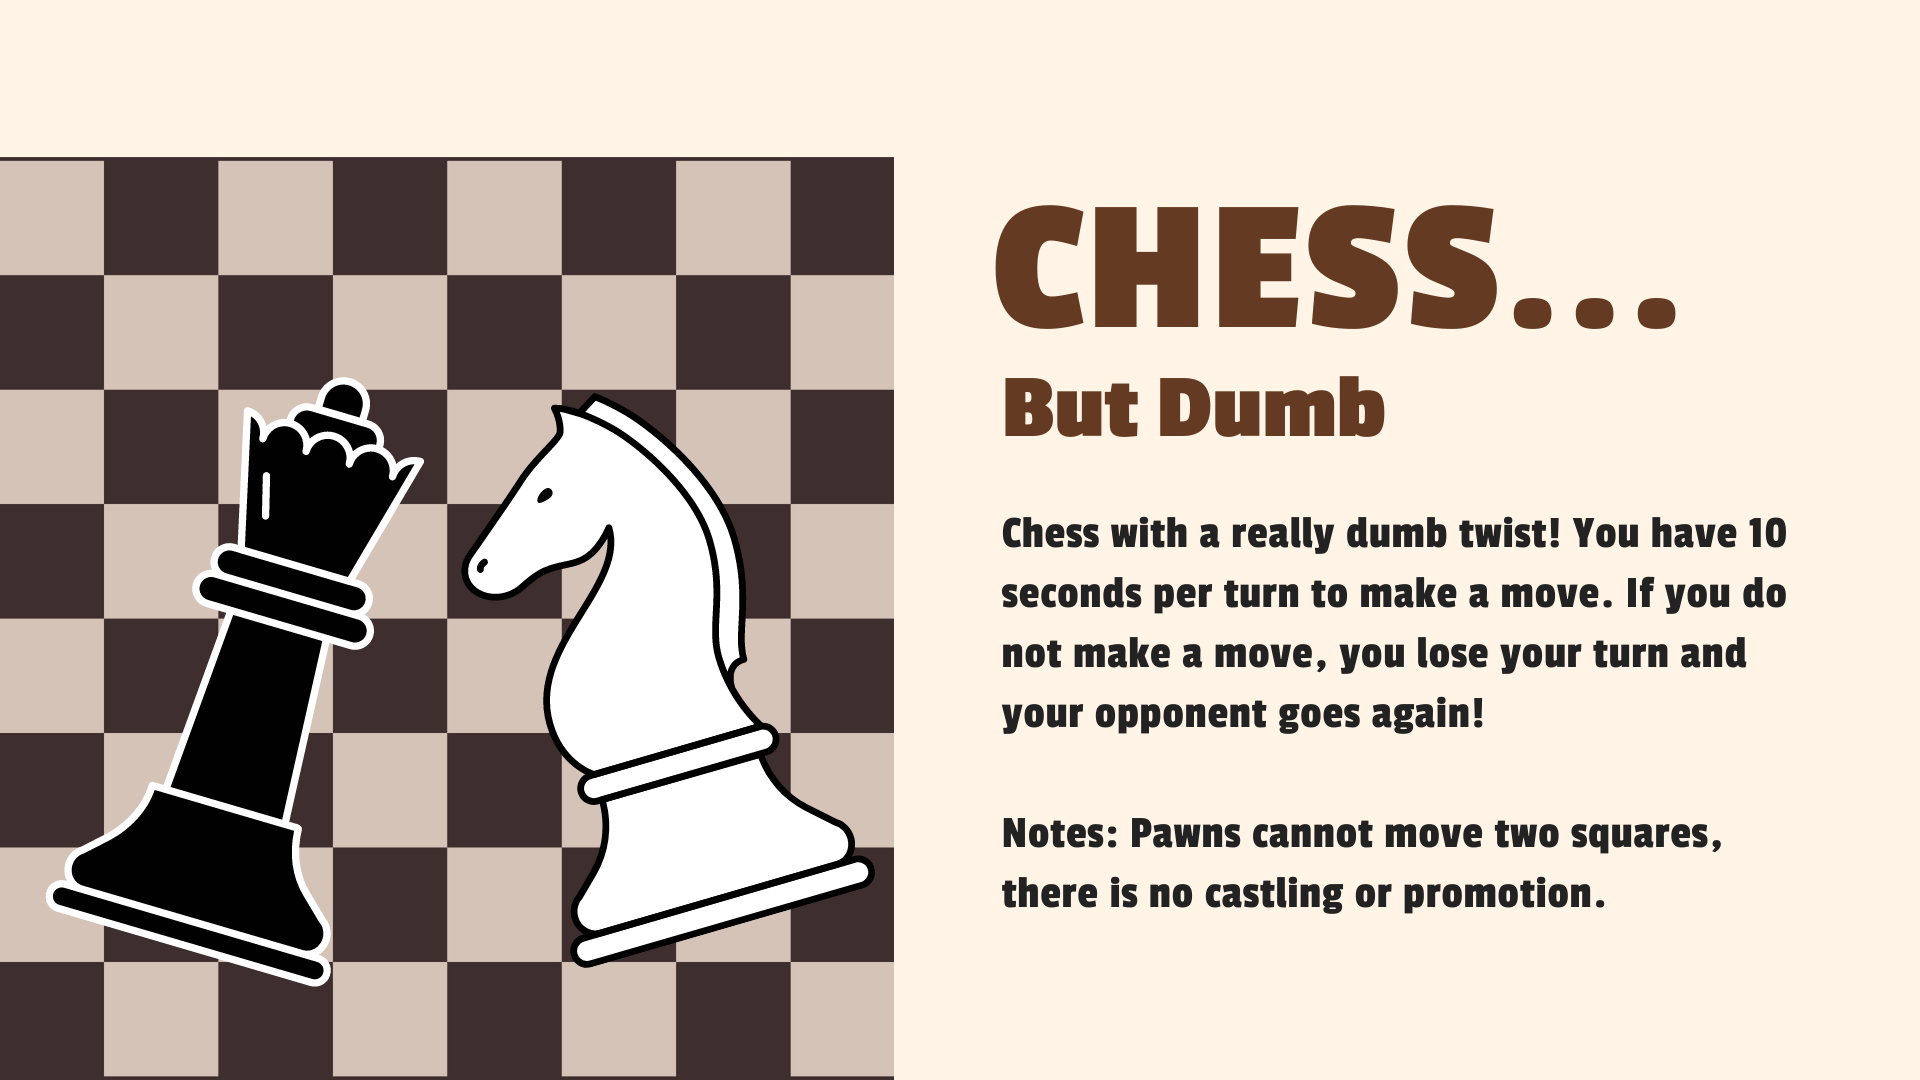 CHESS...
But Dumb
Chess with a really dumb twist! You have 10
seconds per turn to make a move. If you do
not make a move, you lose your turn and
your opponent goes again!
Notes: Pawns cannot move two squares,
there is no castling or promotion.